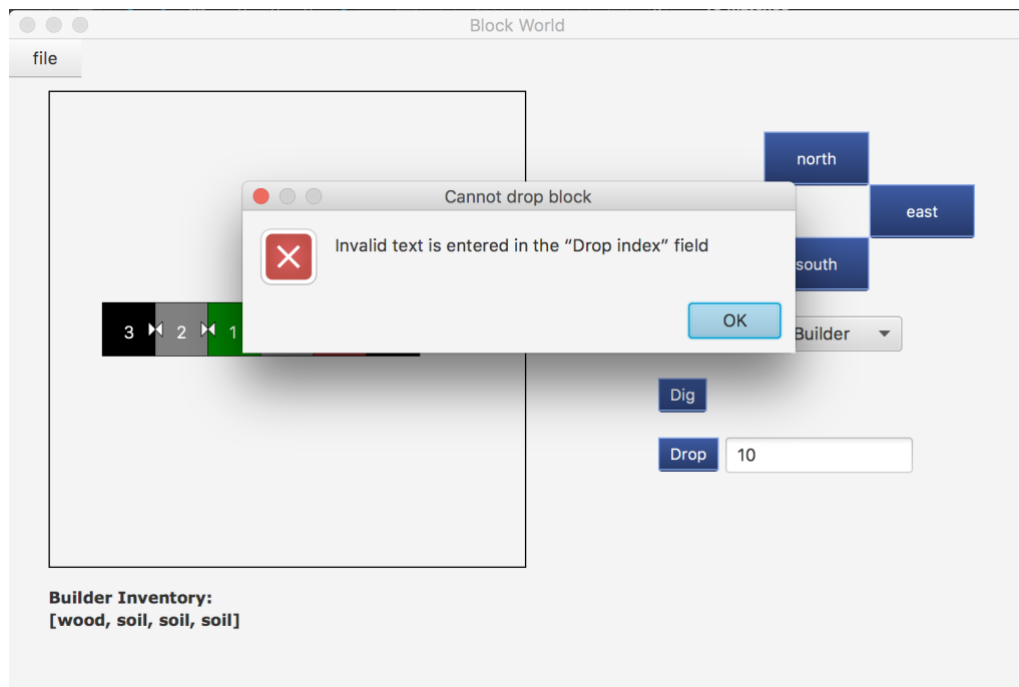 Block World
file
north
Cannot drop block
east
Invalid text is entered in the “Drop index” field
south
OK
3 2 1
Builder
Dig
Drop 10
Builder Inventory:
[wood, soil, soil, soil]